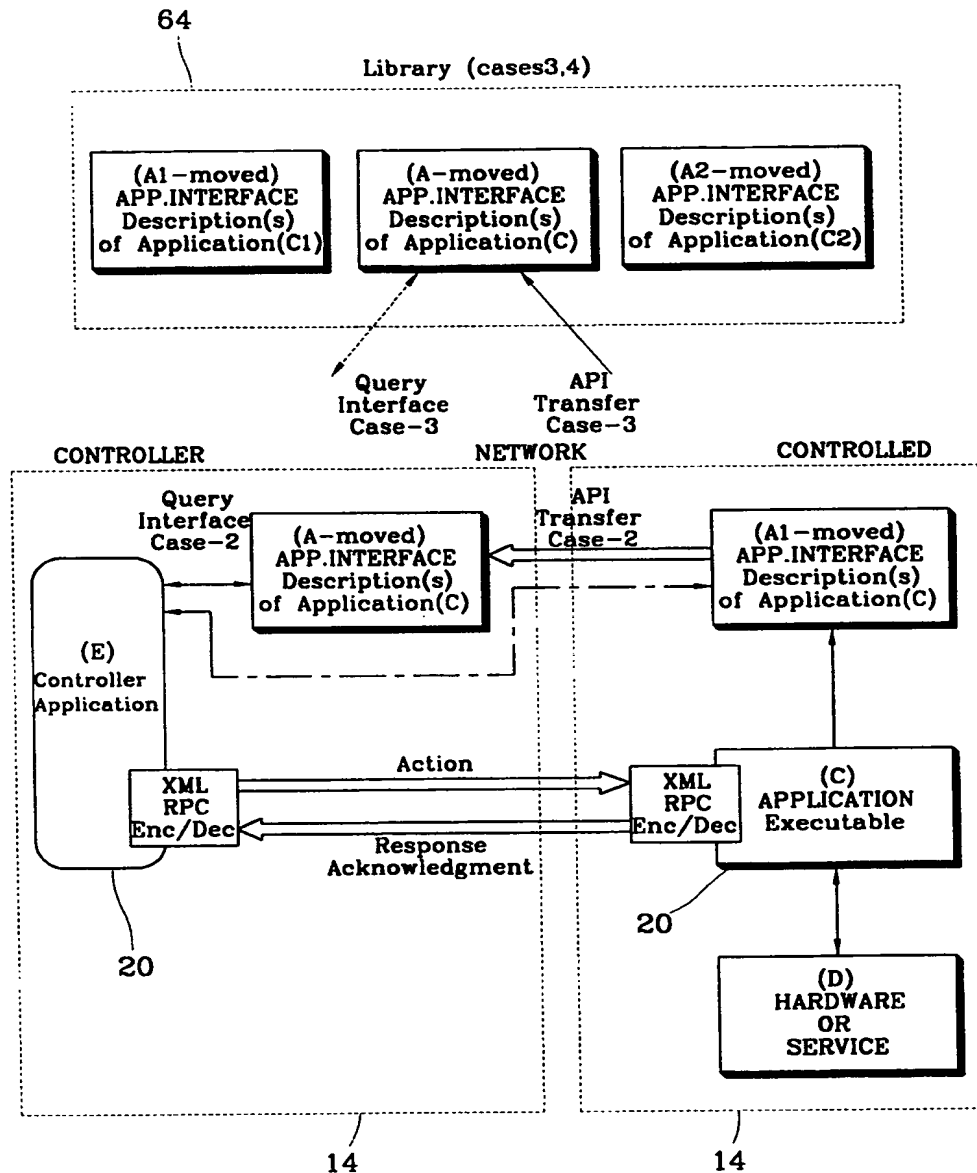 64
Library (cases3,4)
(A1-moved)
APP.INTERFACE
Description(s)
of Application(C1)
(A-moved)
APP.INTERFACE
Description(s)
of Application(C)
(A2-moved)
APP.INTERFACE
Description(s)
of Application(C2)
Query
Interface
Case-3
API
Transfer
Case-3
CONTROLLER
NETWORK
CONTROLLED
Query
Interface
Case-2
(A-moved)
APP.INTERFACE
Description(s)
of Application(C)
API
Transfer
Case-2
(A1-moved)
APP.INTERFACE
Description(s)
of Application(C)
(E)
Controller
Application
XML
RPC
Enc/Dec
Action
Response
Acknowledgment
XML
RPC
Enc/Dec
(C)
APPLICATION
Executable
20
20
(D)
HARDWARE
OR
SERVICE
14
14